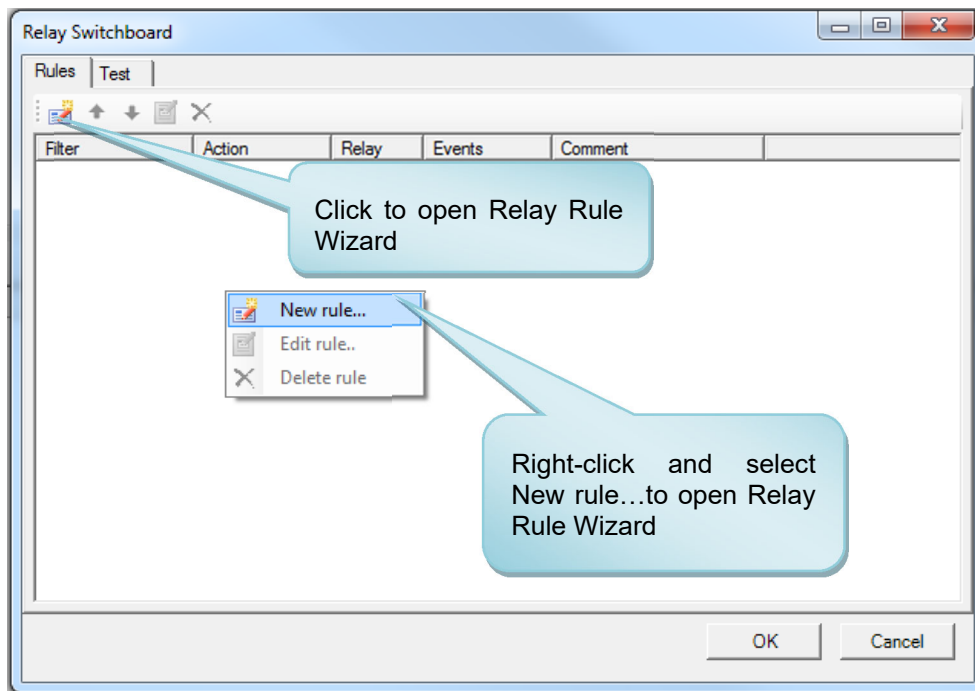 Relay Switchboard
Rules Test
Filter Action Relay Events Comment
Click to open Relay Rule
Wizard
New rule...
Edit rule..
Delete rule
Right-click and select
New rule…to open Relay
Rule Wizard
OK Cancel